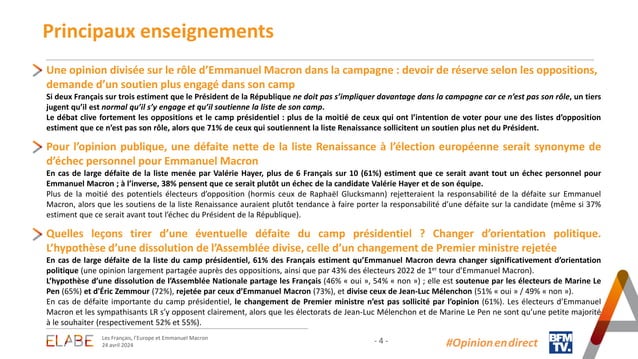 Principaux enseignements
Une opinion divisée sur le rôle d'Emmanuel Macron dans la campagne : devoir de réserve selon les oppositions,
demande d'un soutien plus engagé dans son camp
Si deux Français sur trois estiment que le Président de la République ne doit pas s'impliquer davantage dans la campagne car ce n'est pas son rôle, un tiers
jugent qu'il est normal qu'il s'y engage et qu'il soutienne la liste de son camp.
Le débat clive fortement les oppositions et le camp présidentiel : plus de la moitié de ceux qui ont l'intention de voter pour une des listes d'opposition
estiment que ce n'est pas son rôle, alors que 71% de ceux qui soutiennent la liste Renaissance sollicitent un soutien plus net du Président.
Pour l'opinion publique, une défaite nette de la liste Renaissance à l'élection européenne serait synonyme de
d'échec personnel pour Emmanuel Macron
En cas de large défaite de la liste menée par Valérie Hayer, plus de 6 Français sur 10 (61%) estiment que ce serait avant tout un échec personnel pour
Emmanuel Macron ; à l'inverse, 38% pensent que ce serait plutôt un échec de la candidate Valérie Hayer et de son équipe.
Plus de la moitié des potentiels électeurs d'opposition (hormis ceux de Raphaël Glucksmann) rejetteraient la responsabilité de la défaite sur Emmanuel
Macron, alors que les soutiens de la liste Renaissance auraient plutôt tendance à faire porter la responsabilité d'une défaite sur la candidate (même si 37%
estiment que ce serait avant tout l'échec du Président de la République).
Quelles leçons tirer d'une éventuelle défaite du camp présidentiel ? Changer d'orientation politique.
L'hypothèse d'une dissolution de l'Assemblée divise, celle d'un changement de Premier ministre rejetée
En cas de large défaite de la liste du camp présidentiel, 61% des Français estiment qu'Emmanuel Macron devra changer significativement d'orientation
politique (une opinion largement partagée auprès des oppositions, ainsi que par 43% des électeurs 2022 de 1er tour d'Emmanuel Macron).
L'hypothèse d'une dissolution de l'Assemblée Nationale partage les Français (46% « oui », 54% « non ») ; elle est soutenue par les électeurs de Marine Le
Pen (65%) et d'Éric Zemmour (72%), rejetée par ceux d'Emmanuel Macron (73%), et divise ceux de Jean-Luc Mélenchon (51% « oui » / 49% « non »).
En cas de défaite importante du camp présidentiel, le changement de Premier ministre n'est pas sollicité par l'opinion (61%). Les électeurs d'Emmanuel
Macron et les sympathisants LR s'y opposent clairement, alors que les électorats de Jean-Luc Mélenchon et de Marine Le Pen ne sont qu'une petite majorité
à le souhaiter (respectivement 52% et 55%).
ELABE
Les Français, l'Europe et Emmanuel Macron
24 avril 2024
- 4 -
#Opinion en direct
BFM
TV.